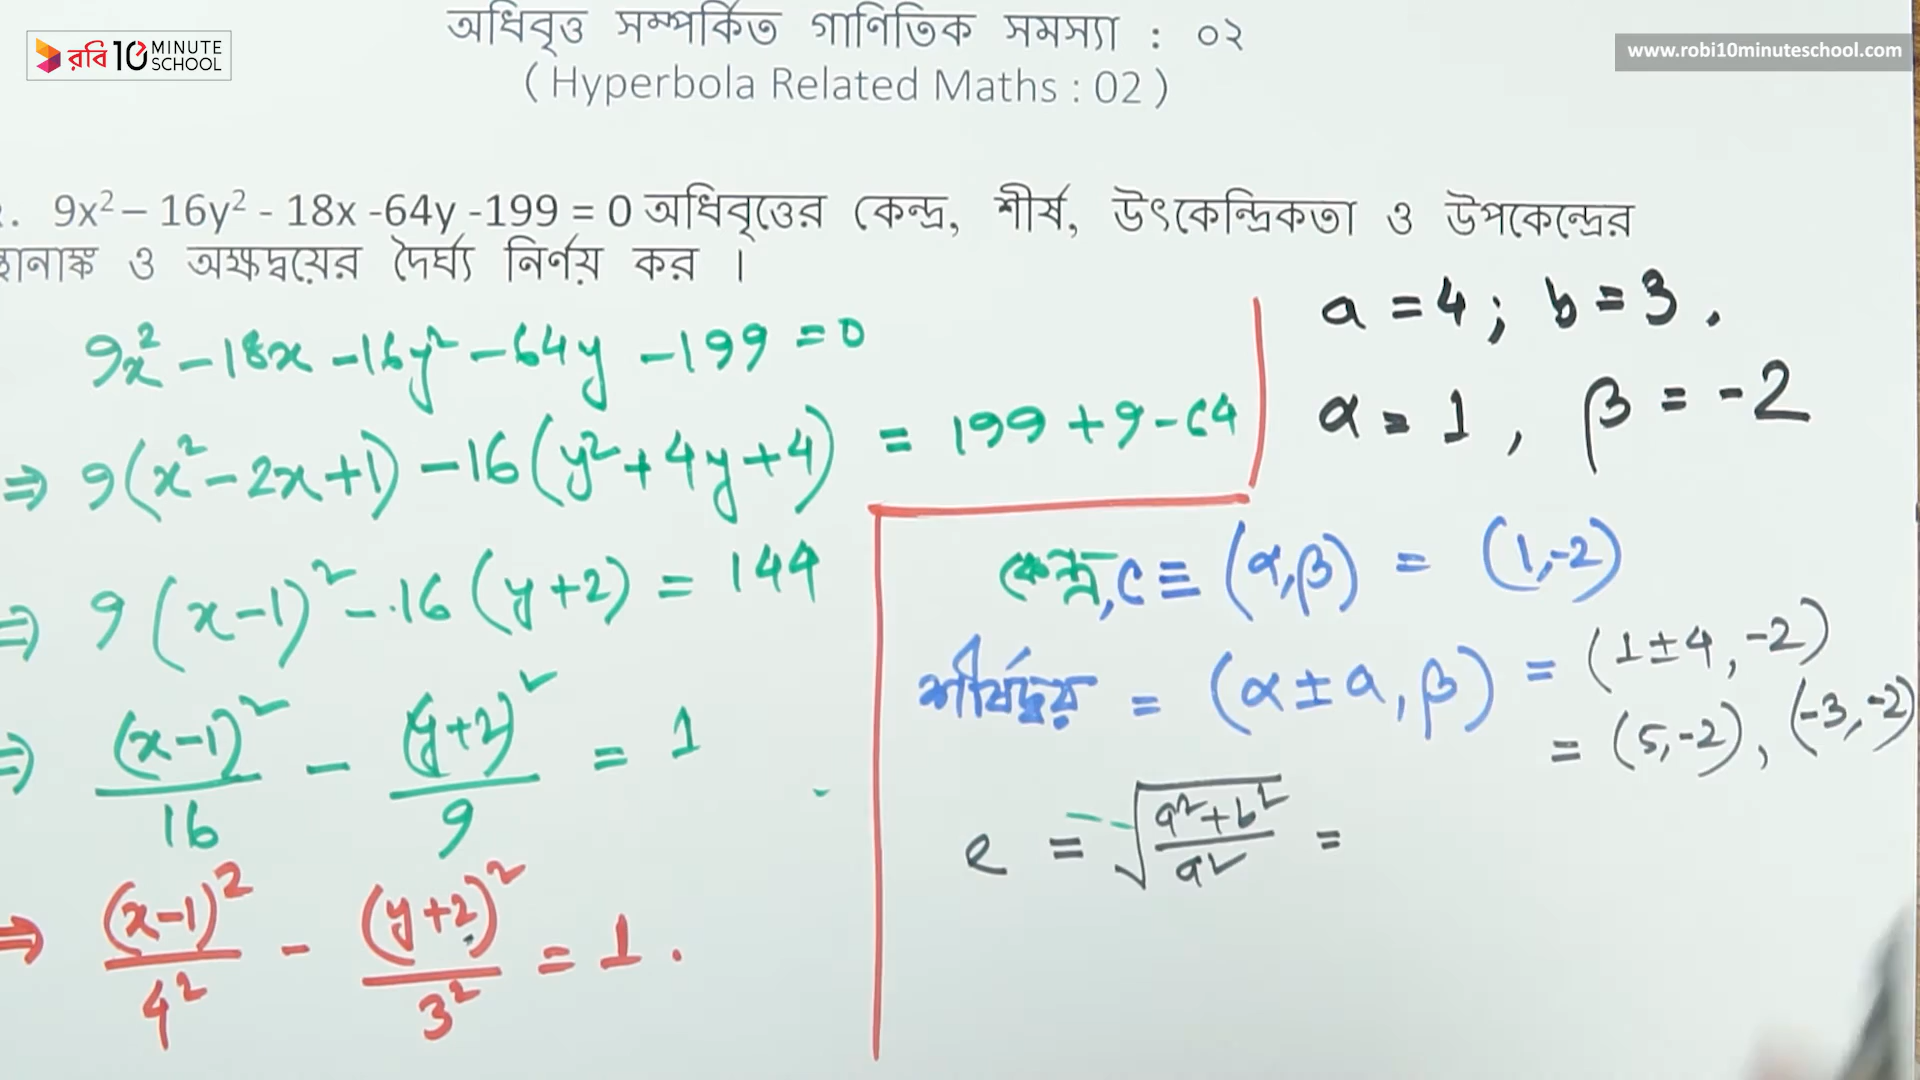 রবি 10 MINUTE SCHOOL
www.robi10minuteschool.com
অধিবৃত্ত সম্পর্কিত গাণিতিক সমস্যা : ০২
( Hyperbola Related Maths : 02 )
. 9x² – 16y² - 18x -64y -199 = 0 অধিবৃত্তের কেন্দ্র, শীর্ষ, উৎকেন্দ্রিকতা ও উপকেন্দ্রের
স্থানাঙ্ক ও অক্ষদ্বয়ের দৈর্ঘ্য নির্ণয় কর ।
9x² - 18x - 16y² - 64y - 199 = 0
⇒ 9(x² - 2x + 1) - 16(y² + 4y + 4) = 199 + 9 - 64
⇒ 9(x-1)² - 16(y+2) = 144
⇒ (x-1)²/16 - (y+2)²/9 = 1
⇒ (x-1)²/4² - (y+2)²/3² = 1 .
a = 4 ; b = 3 .
α = 1 , β = -2
কেন্দ্র, C ≡ (α, β) = (1, -2)
শীর্ষদ্বয় = (α ± a, β) = (1 ± 4, -2)
= (5, -2), (-3, -2)
e = √((a² + b²)/a²) =